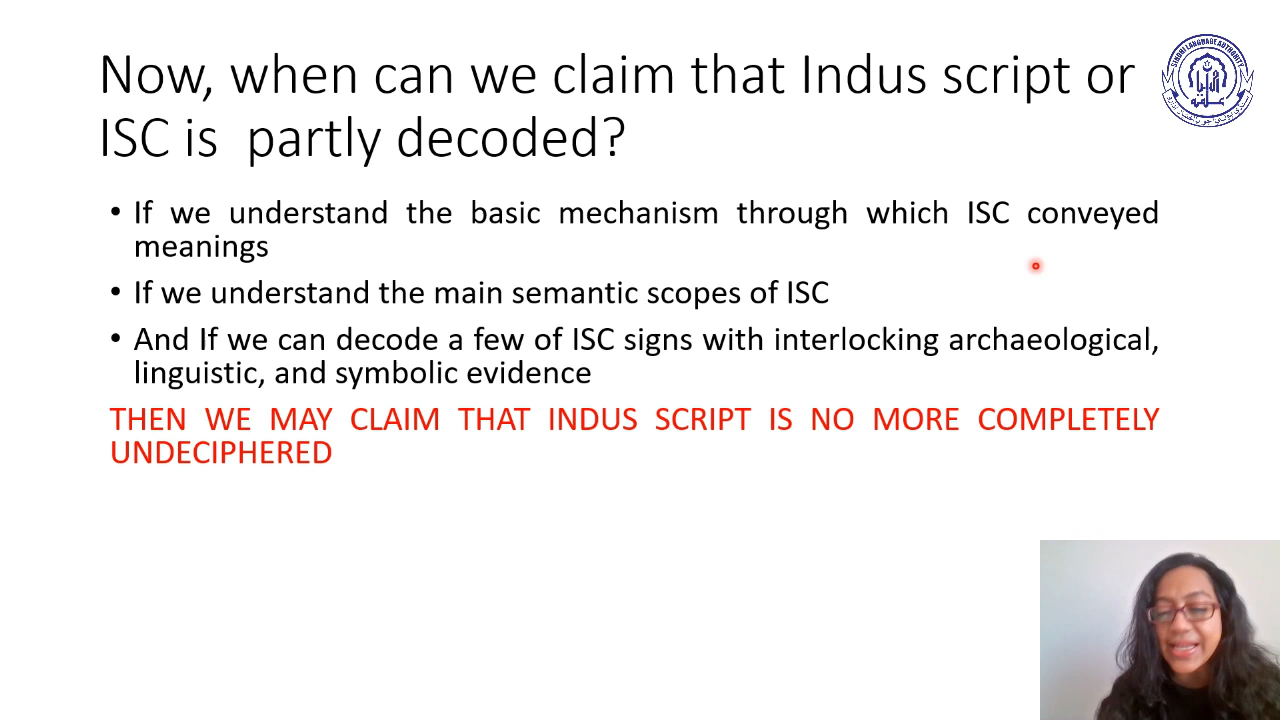 Now, when can we claim that Indus script or
ISC is partly decoded?
• If we understand the basic mechanism through which ISC conveyed
meanings
• If we understand the main semantic scopes of ISC
• And If we can decode a few of ISC signs with interlocking archaeological,
linguistic, and symbolic evidence
THEN WE MAY CLAIM THAT INDUS SCRIPT IS NO MORE COMPLETELY
UNDECIPHERED
SINDHI LANGUAGE AUTHORITY